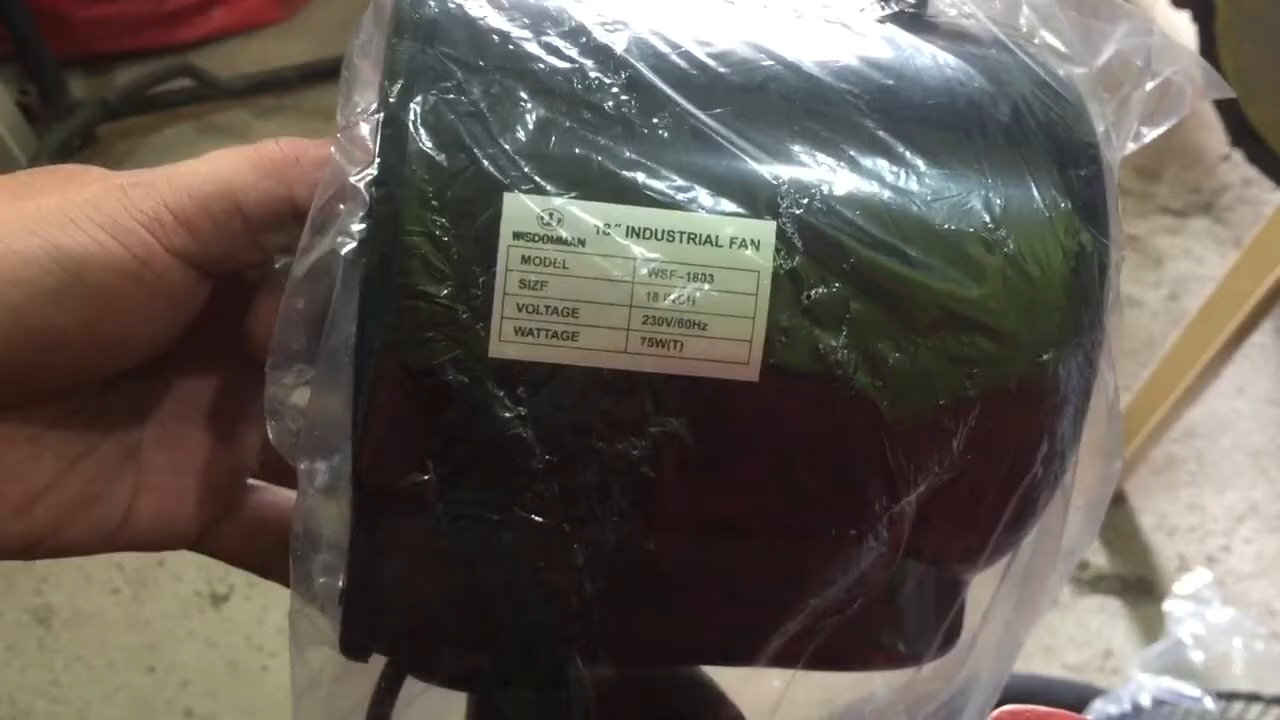 WISDOMMAN
18" INDUSTRIAL FAN
MODEL WSF-1803
SIZE 18 INCH
VOLTAGE 230V/60Hz
WATTAGE 75W(T)